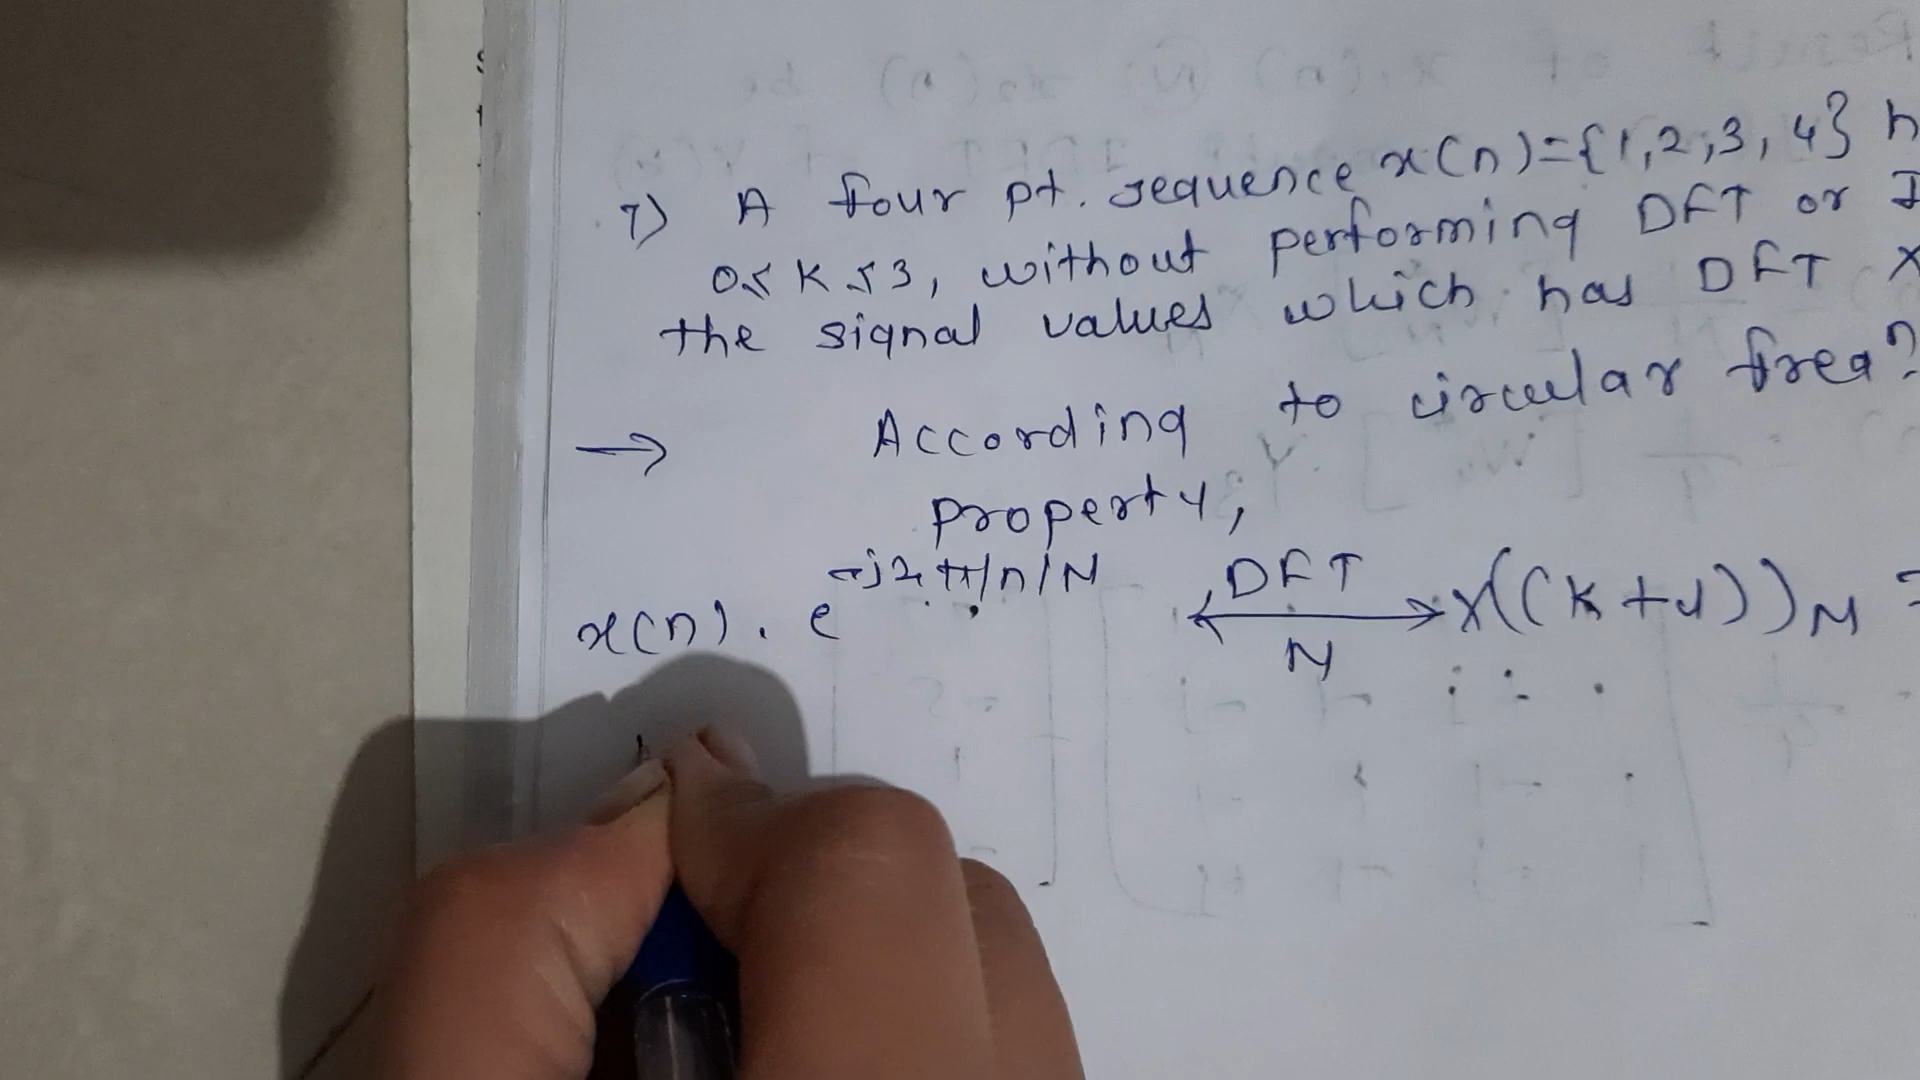 7) A four pt. sequence x(n)={1,2,3,4} h
0≤K≤3, without performing DFT or I
the signal values which has DFT X
→ According to circular freq?
property,
x(n). e^-j2πln/N <-DFT/N-> X((k+l))N =